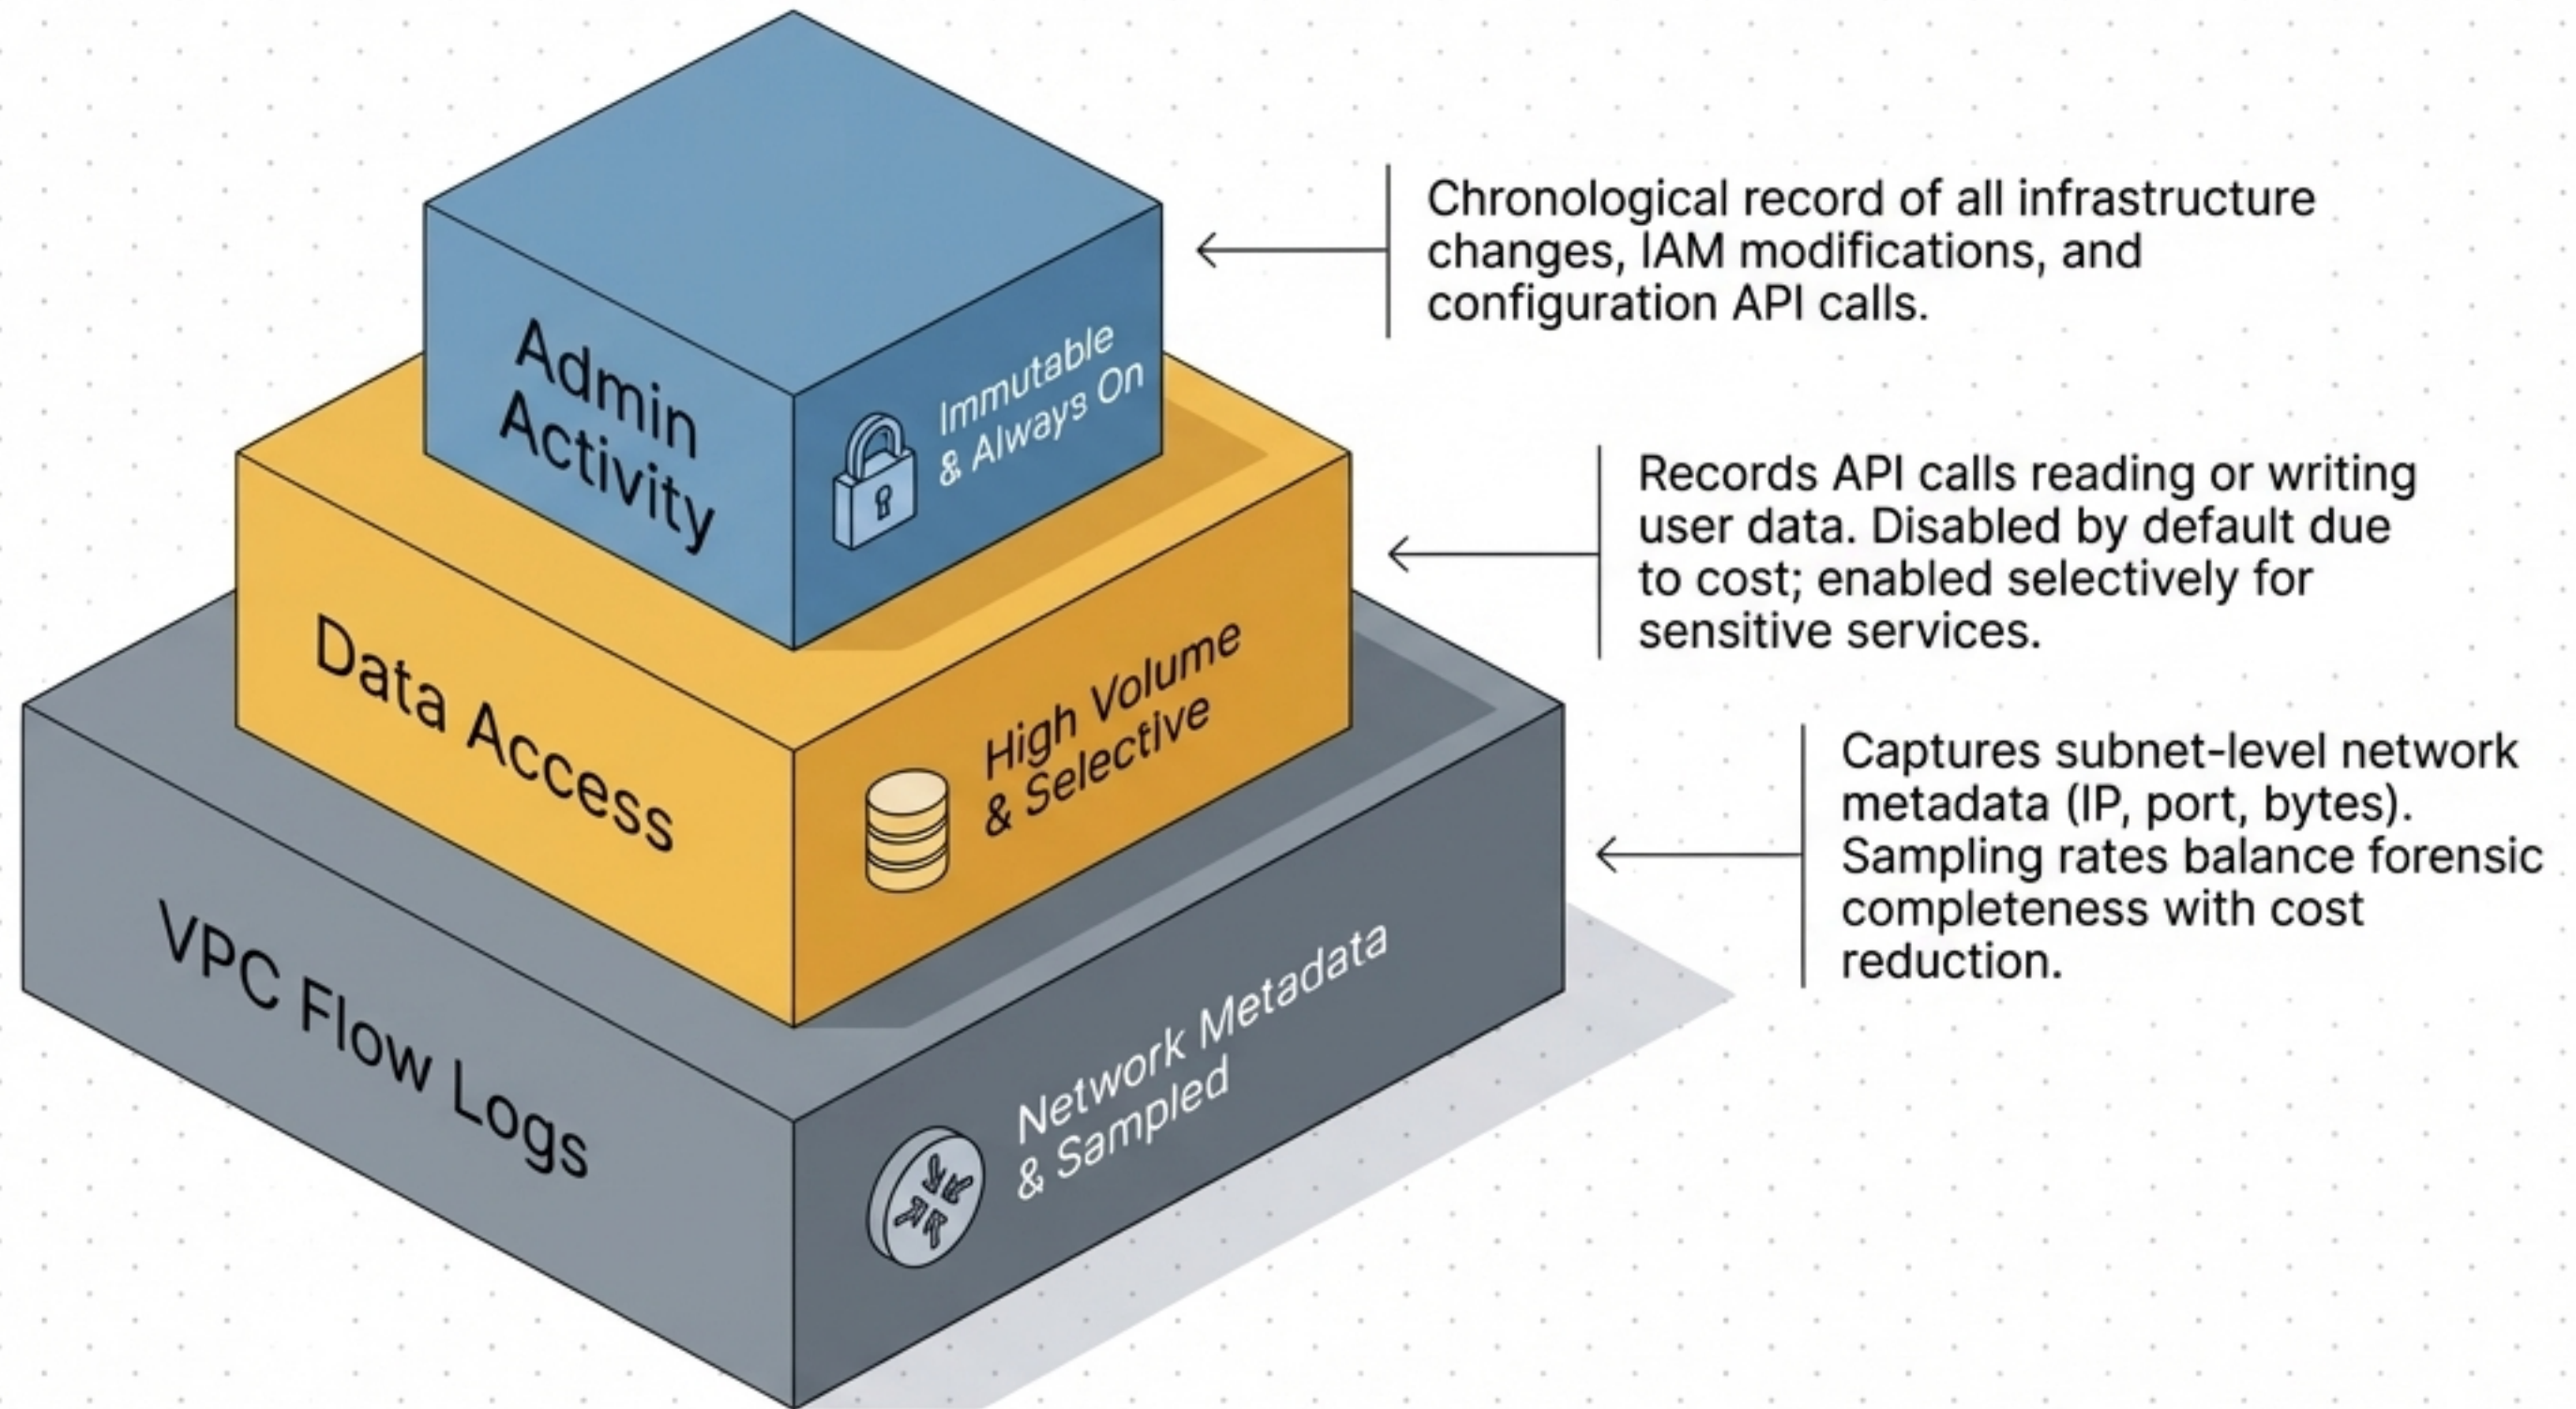 Admin
Activity
Immutable
& Always On
Chronological record of all infrastructure
changes, IAM modifications, and
configuration API calls.
Data Access
High Volume
& Selective
Records API calls reading or writing
user data. Disabled by default due
to cost; enabled selectively for
sensitive services.
VPC Flow Logs
Network Metadata
& Sampled
Captures subnet-level network
metadata (IP, port, bytes).
Sampling rates balance forensic
completeness with cost
reduction.